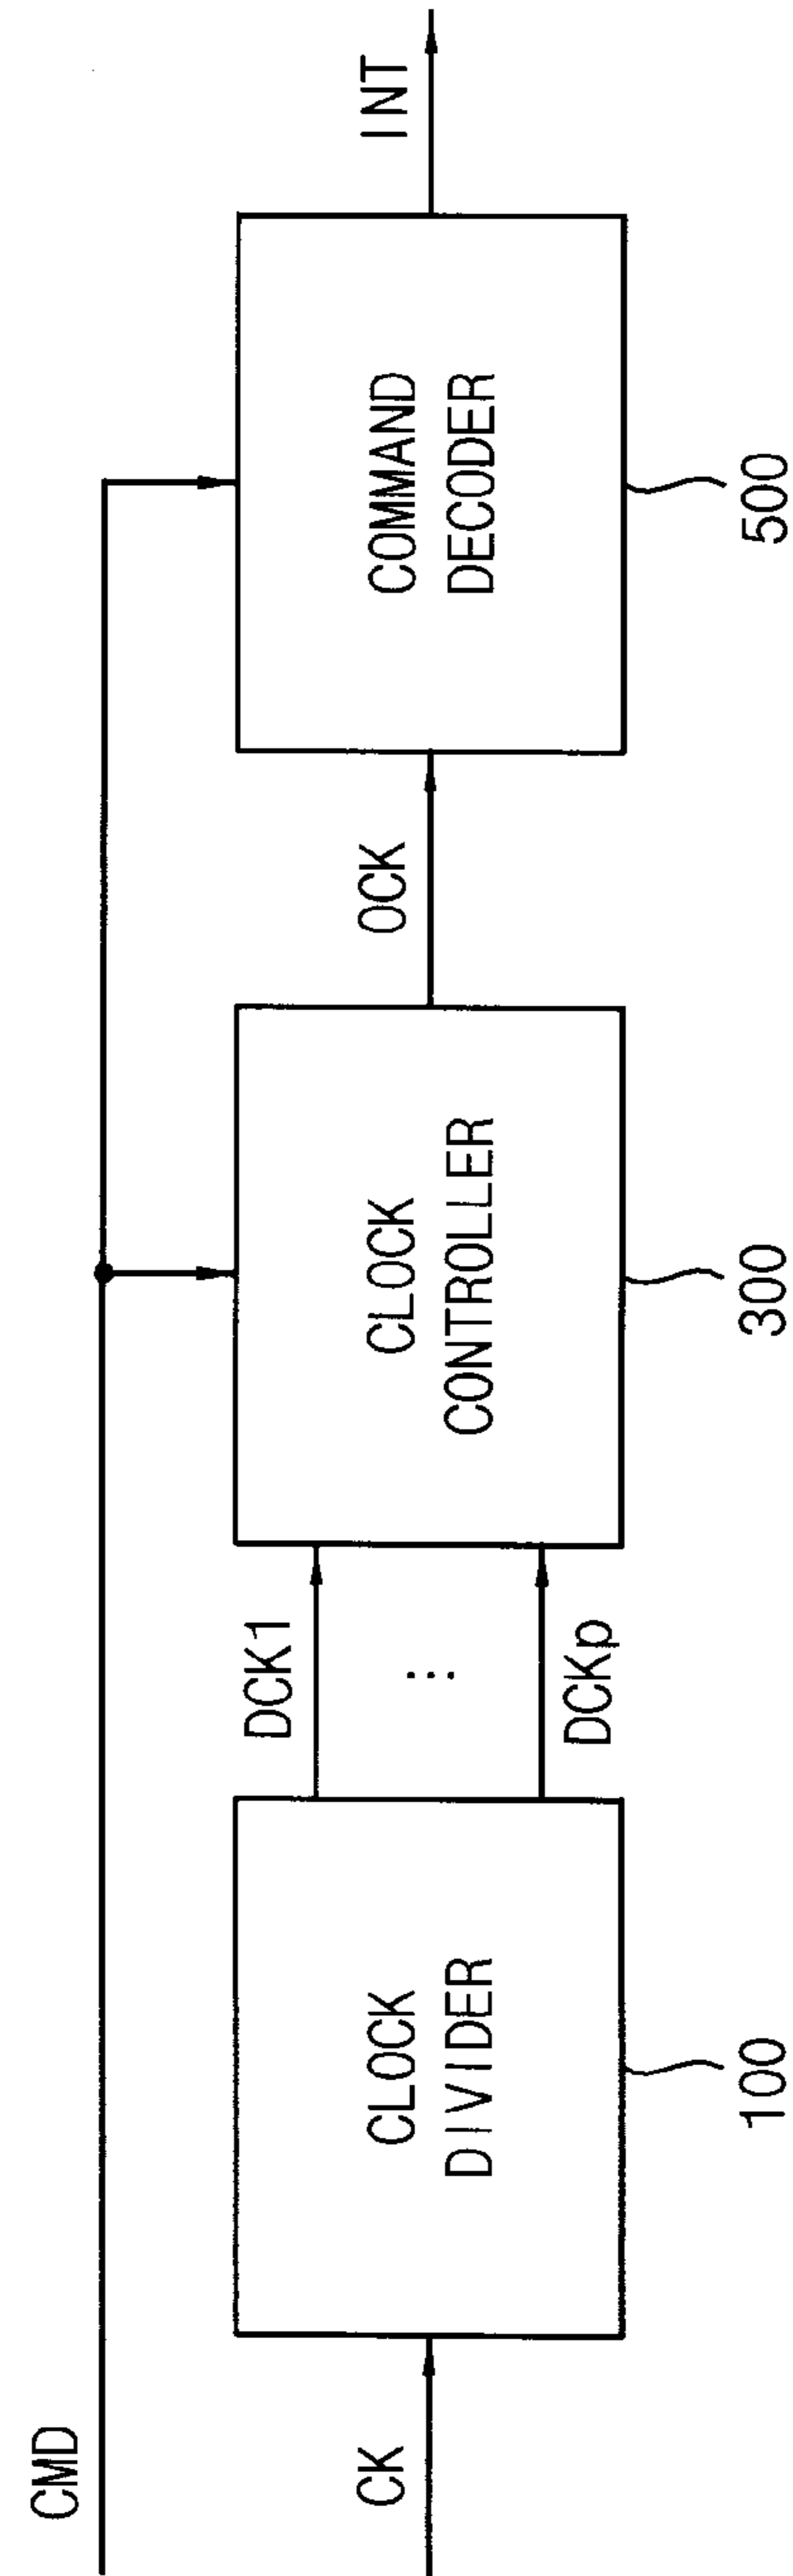 CMD
CK
CLOCK
DIVIDER
100
DCK1
⋮
DCKp
CLOCK
CONTROLLER
300
OCK
COMMAND
DECODER
500
INT